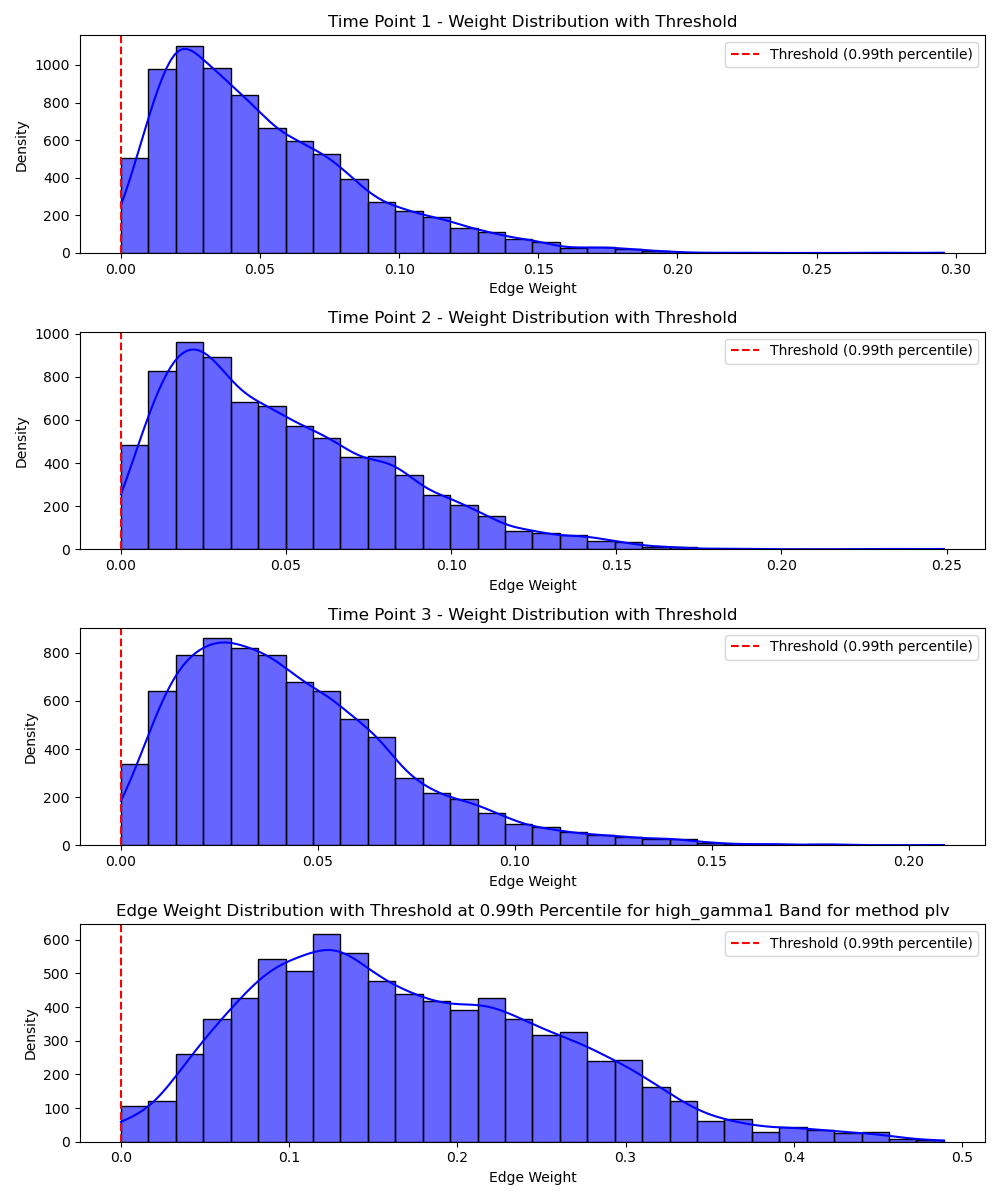 Time Point 1 - Weight Distribution with Threshold
Threshold (0.99th percentile)
Density
1000
800
600
400
200
0
0.00 0.05 0.10 0.15 0.20 0.25 0.30
Edge Weight
Time Point 2 - Weight Distribution with Threshold
Threshold (0.99th percentile)
Density
1000
800
600
400
200
0
0.00 0.05 0.10 0.15 0.20 0.25
Edge Weight
Time Point 3 - Weight Distribution with Threshold
Threshold (0.99th percentile)
Density
800
600
400
200
0
0.00 0.05 0.10 0.15 0.20
Edge Weight
Edge Weight Distribution with Threshold at 0.99th Percentile for high_gamma1 Band for method plv
Threshold (0.99th percentile)
Density
600
500
400
300
200
100
0
0.0 0.1 0.2 0.3 0.4 0.5
Edge Weight